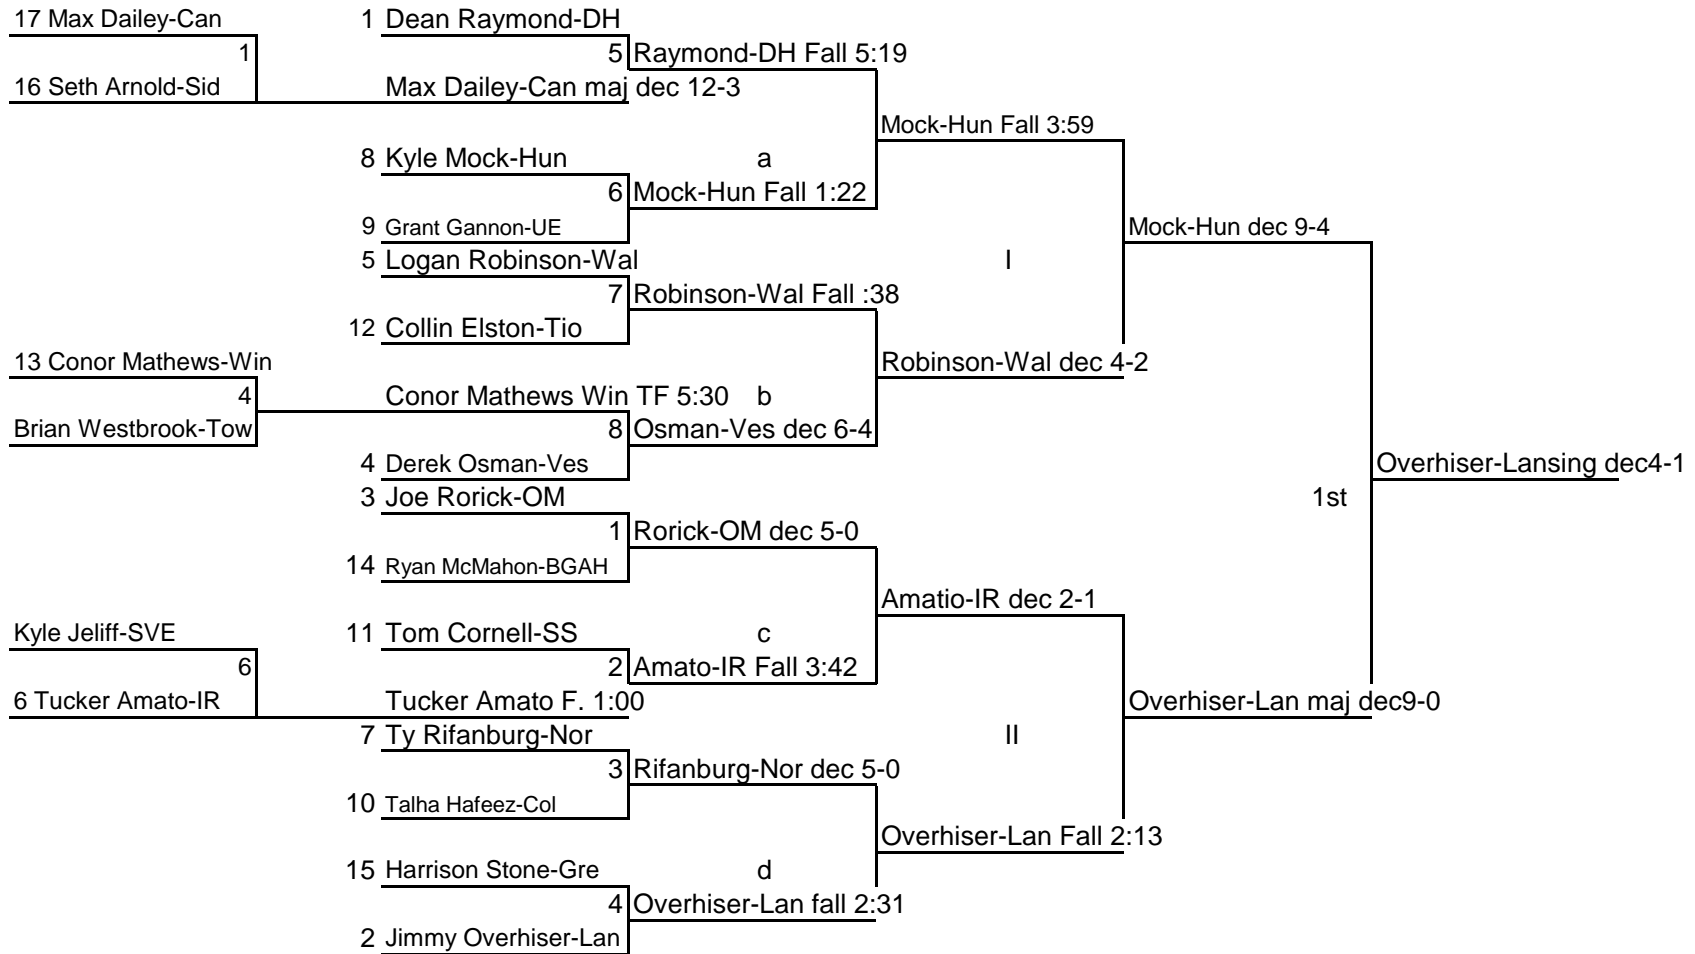 17 Max Dailey-Can
1 Dean Raymond-DH
1
5 Raymond-DH Fall 5:19
16 Seth Arnold-Sid
Max Dailey-Can maj dec 12-3
Mock-Hun Fall 3:59
8 Kyle Mock-Hun
a
6 Mock-Hun Fall 1:22
9 Grant Gannon-UE
Mock-Hun dec 9-4
5 Logan Robinson-Wal
I
7 Robinson-Wal Fall :38
12 Collin Elston-Tio
13 Conor Mathews-Win
Robinson-Wal dec 4-2
4
Conor Mathews Win TF 5:30
b
Brian Westbrook-Tow
8 Osman-Ves dec 6-4
4 Derek Osman-Ves
Overhiser-Lansing dec4-1
3 Joe Rorick-OM
1st
1 Rorick-OM dec 5-0
14 Ryan McMahon-BGAH
Amatio-IR dec 2-1
Kyle Jeliff-SVE
11 Tom Cornell-SS
c
6
2 Amato-IR Fall 3:42
6 Tucker Amato-IR
Tucker Amato F. 1:00
Overhiser-Lan maj dec9-0
7 Ty Rifanburg-Nor
II
3 Rifanburg-Nor dec 5-0
10 Talha Hafeez-Col
Overhiser-Lan Fall 2:13
15 Harrison Stone-Gre
d
4 Overhiser-Lan fall 2:31
2 Jimmy Overhiser-Lan